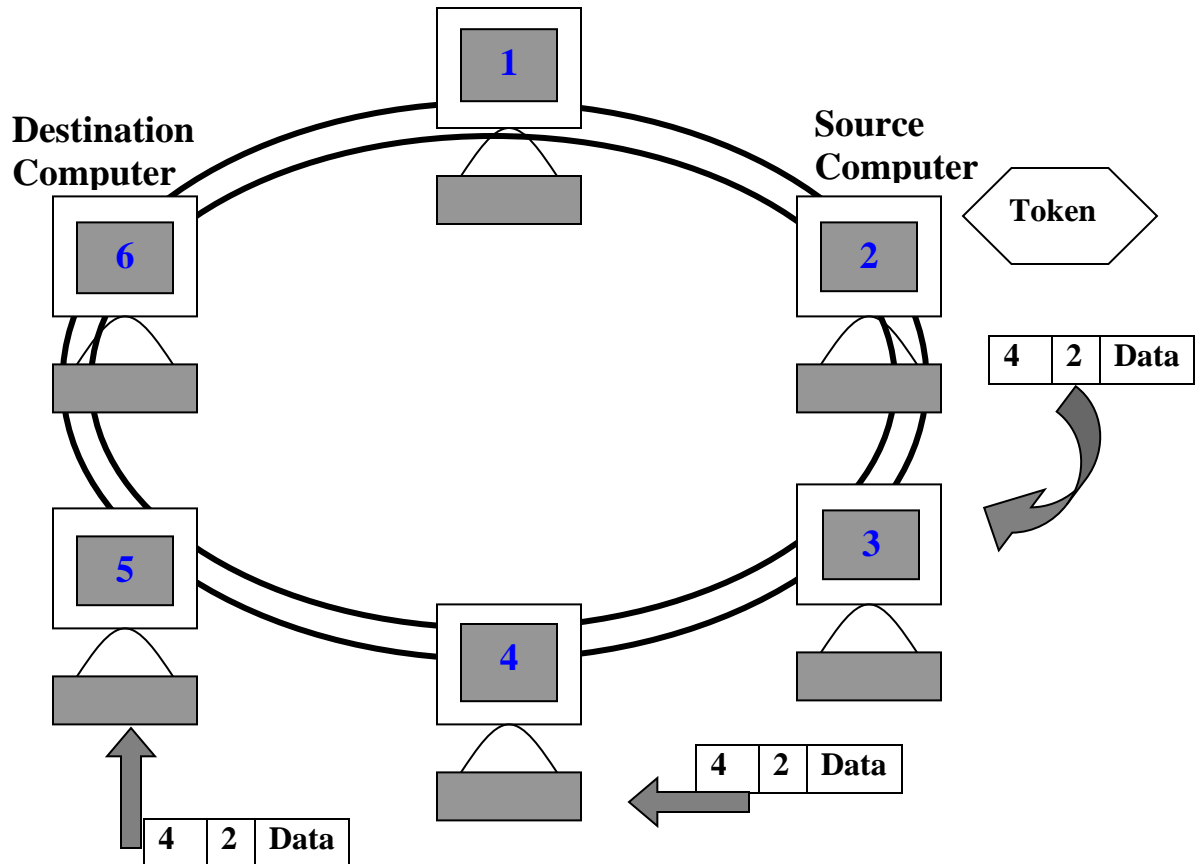 1
Destination
Computer
Source
Computer
Token
6
2
4 2 Data
5
3
4
4 2 Data
4 2 Data